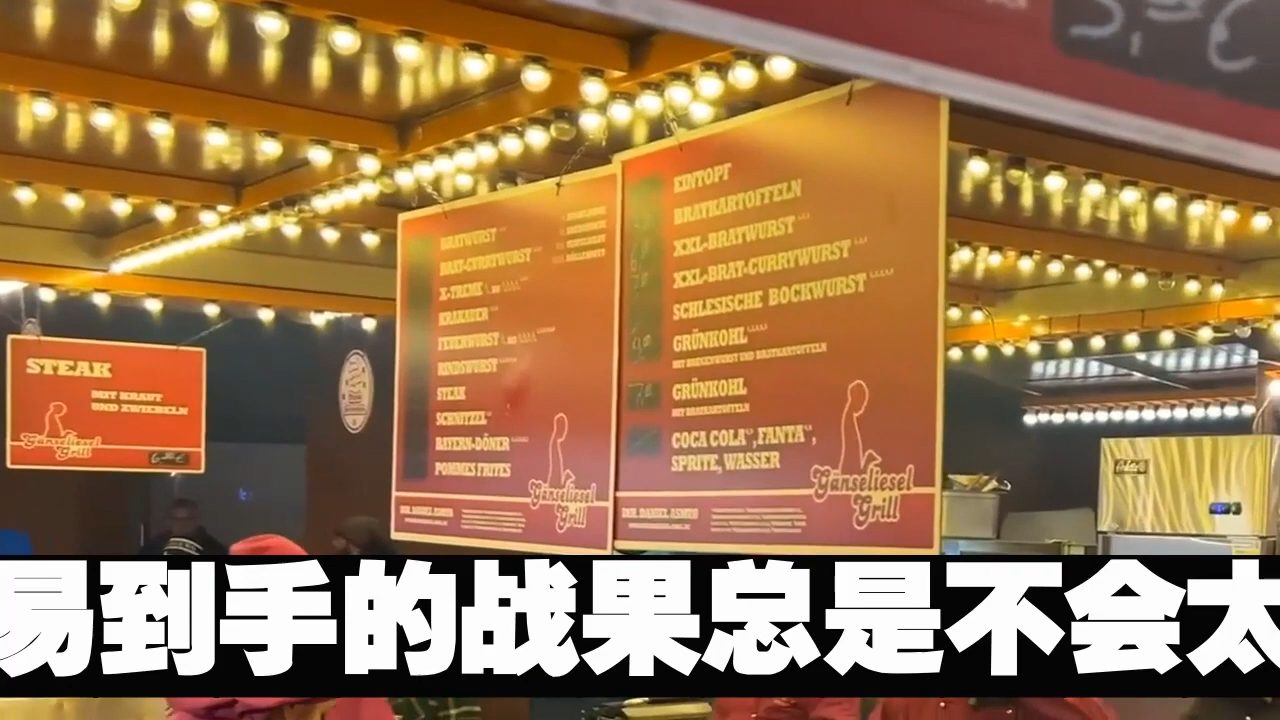 STEAK
MIT KRAUT
UND ZWIEBELN
Gänseliesel
Grill
BRATWURST
BRAT-CURRYWURST
X-TREME
KRAKAUER
FEUERWURST
RINDSWURST
STEAK
SCHNITZEL
BAYERN-DÖNER
POMMES FRITES
Gänseliesel
Grill
EINTOPF
BRATKARTOFFELN
XXL-BRATWURST
XXL-BRAT-CURRYWURST
SCHLESISCHE BOCKWURST
GRÜNKOHL
MIT BREGENWURST UND BRATKARTOFFELN
GRÜNKOHL
MIT BRATKARTOFFELN
COCA COLA, FANTA,
SPRITE, WASSER
Gänseliesel
Grill
易到手的战果总是不会太